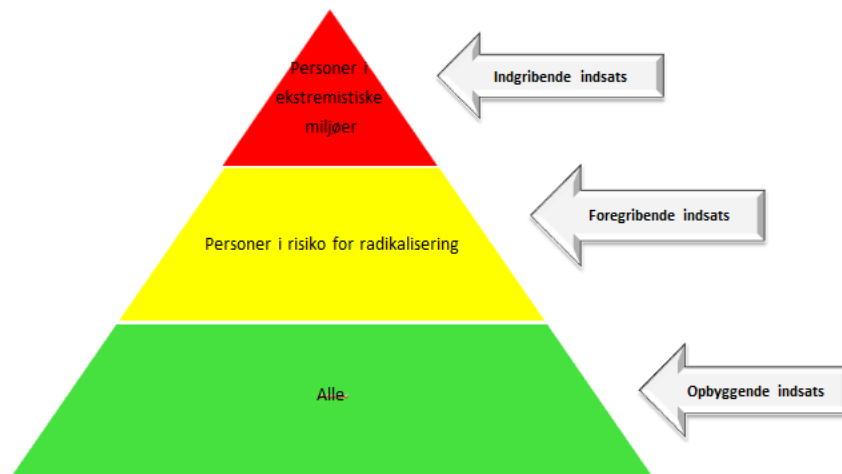 Personer i
ekstremistiske
miljøer
Indgribende indsats
Personer i risiko for radikalisering
Foregribende indsats
Alle
Opbyggende indsats